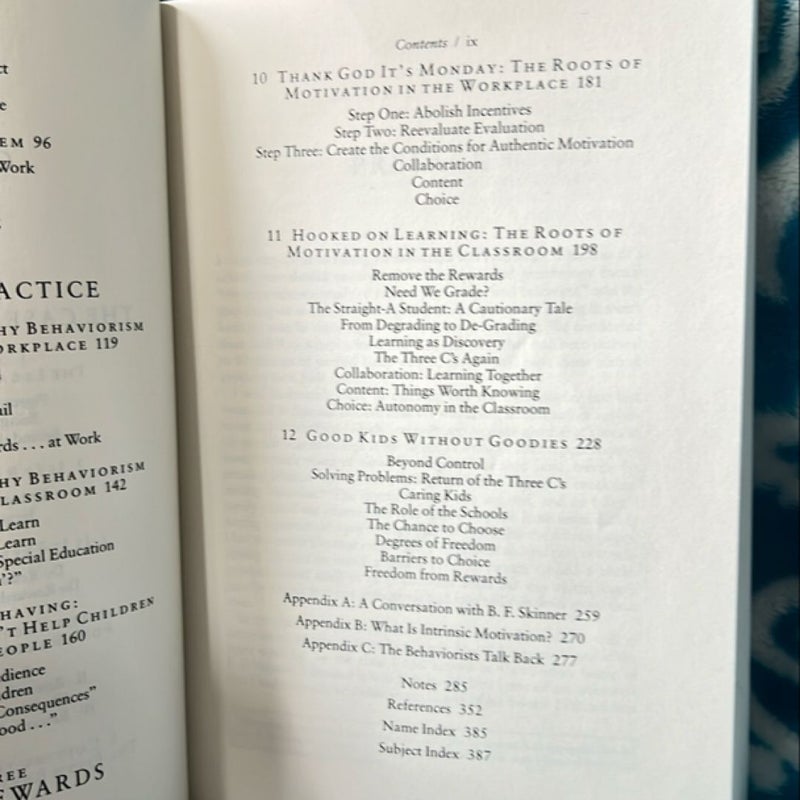 ct
e
EM 96
Work
ACTICE
HY BEHAVIORISM
ORKPLACE 119
ail
rds . . . at Work
HY BEHAVIORISM
LASSROOM 142
Learn
Learn
Special Education
n'?"
HAVING:
'T HELP CHILDREN
EOPLE 160
dience
dren
Consequences"
ood . . ."
REE
EWARDS
Contents / ix
10 THANK GOD IT'S MONDAY: THE ROOTS OF
MOTIVATION IN THE WORKPLACE 181
Step One: Abolish Incentives
Step Two: Reevaluate Evaluation
Step Three: Create the Conditions for Authentic Motivation
Collaboration
Content
Choice
11 HOOKED ON LEARNING: THE ROOTS OF
MOTIVATION IN THE CLASSROOM 198
Remove the Rewards
Need We Grade?
The Straight-A Student: A Cautionary Tale
From Degrading to De-Grading
Learning as Discovery
The Three C's Again
Collaboration: Learning Together
Content: Things Worth Knowing
Choice: Autonomy in the Classroom
12 GOOD KIDS WITHOUT GOODIES 228
Beyond Control
Solving Problems: Return of the Three C's
Caring Kids
The Role of the Schools
The Chance to Choose
Degrees of Freedom
Barriers to Choice
Freedom from Rewards
Appendix A: A Conversation with B. F. Skinner 259
Appendix B: What Is Intrinsic Motivation? 270
Appendix C: The Behaviorists Talk Back 277
Notes 285
References 352
Name Index 385
Subject Index 387